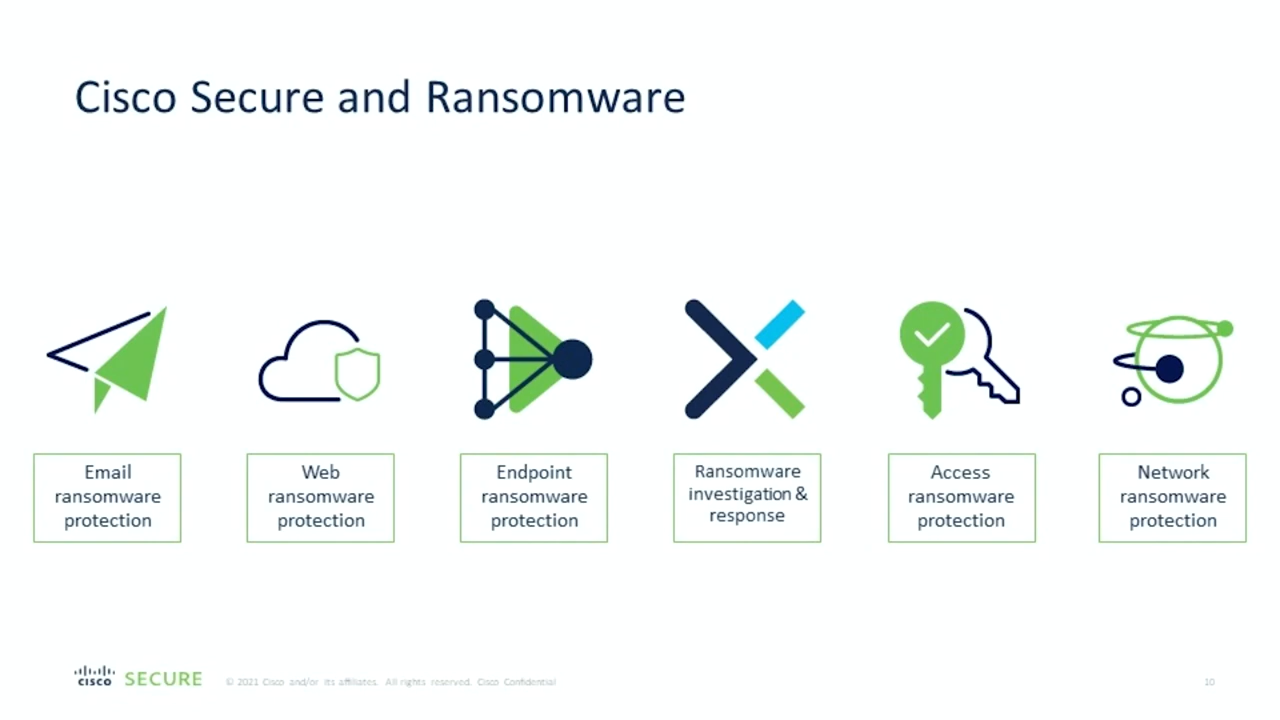 Cisco Secure and Ransomware
Email
ransomware
protection
Web
ransomware
protection
Endpoint
ransomware
protection
Ransomware
investigation &
response
Access
ransomware
protection
Network
ransomware
protection
CISCO SECURE © 2021 Cisco and/or its affiliates. All rights reserved. Cisco Confidential 10